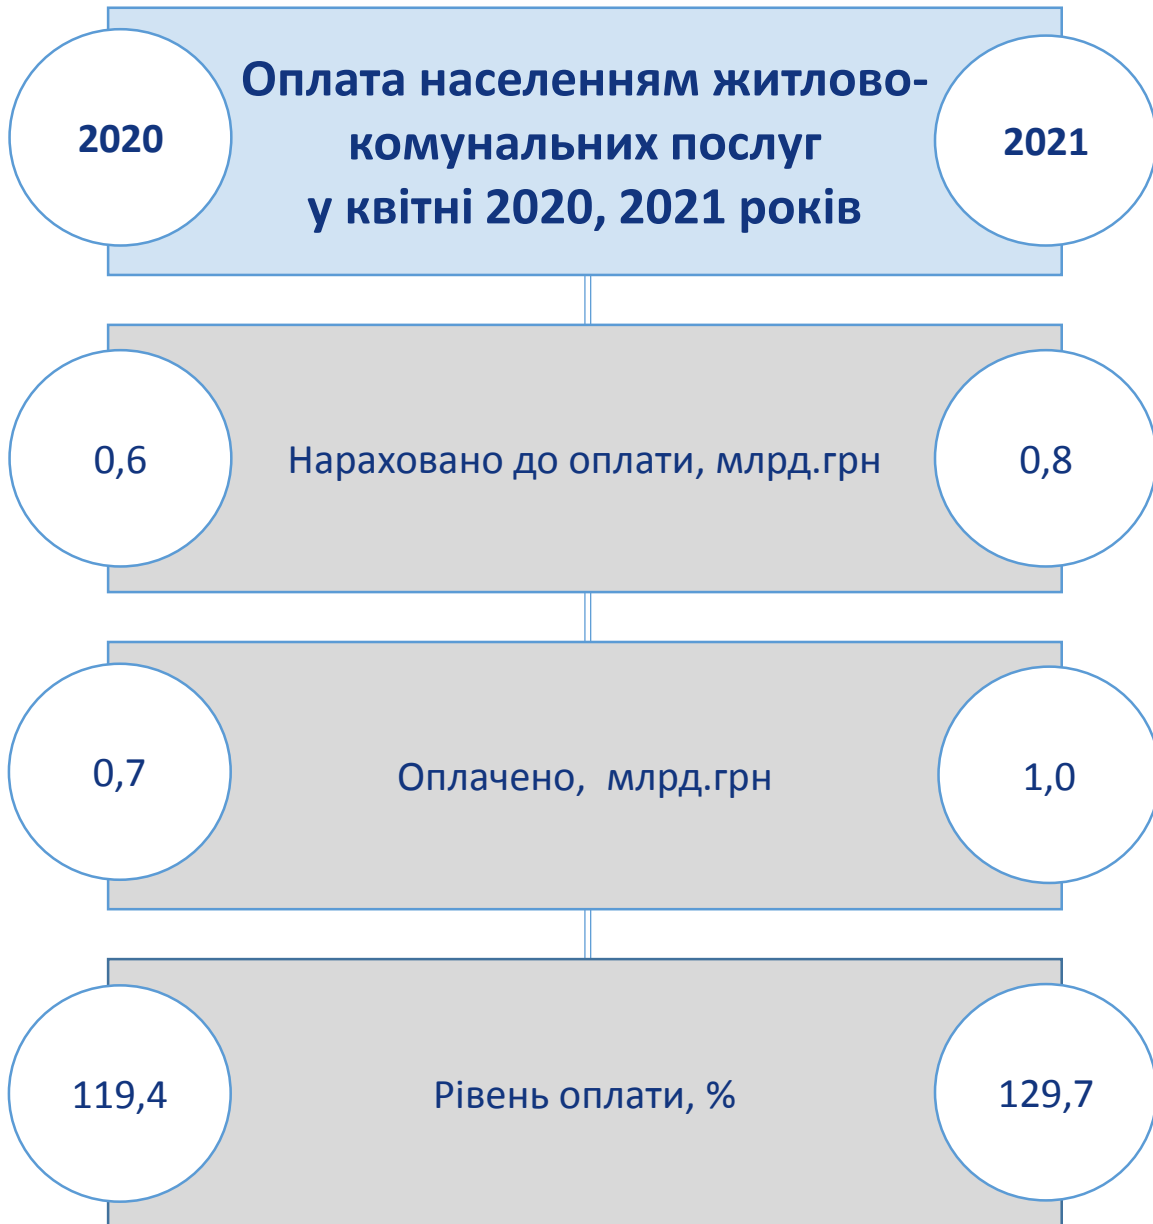 2020
Оплата населенням житлово-
комунальних послуг
у квітні 2020, 2021 років
2021
0,6
Нараховано до оплати, млрд.грн
0,8
0,7
Оплачено, млрд.грн
1,0
119,4
Рівень оплати, %
129,7